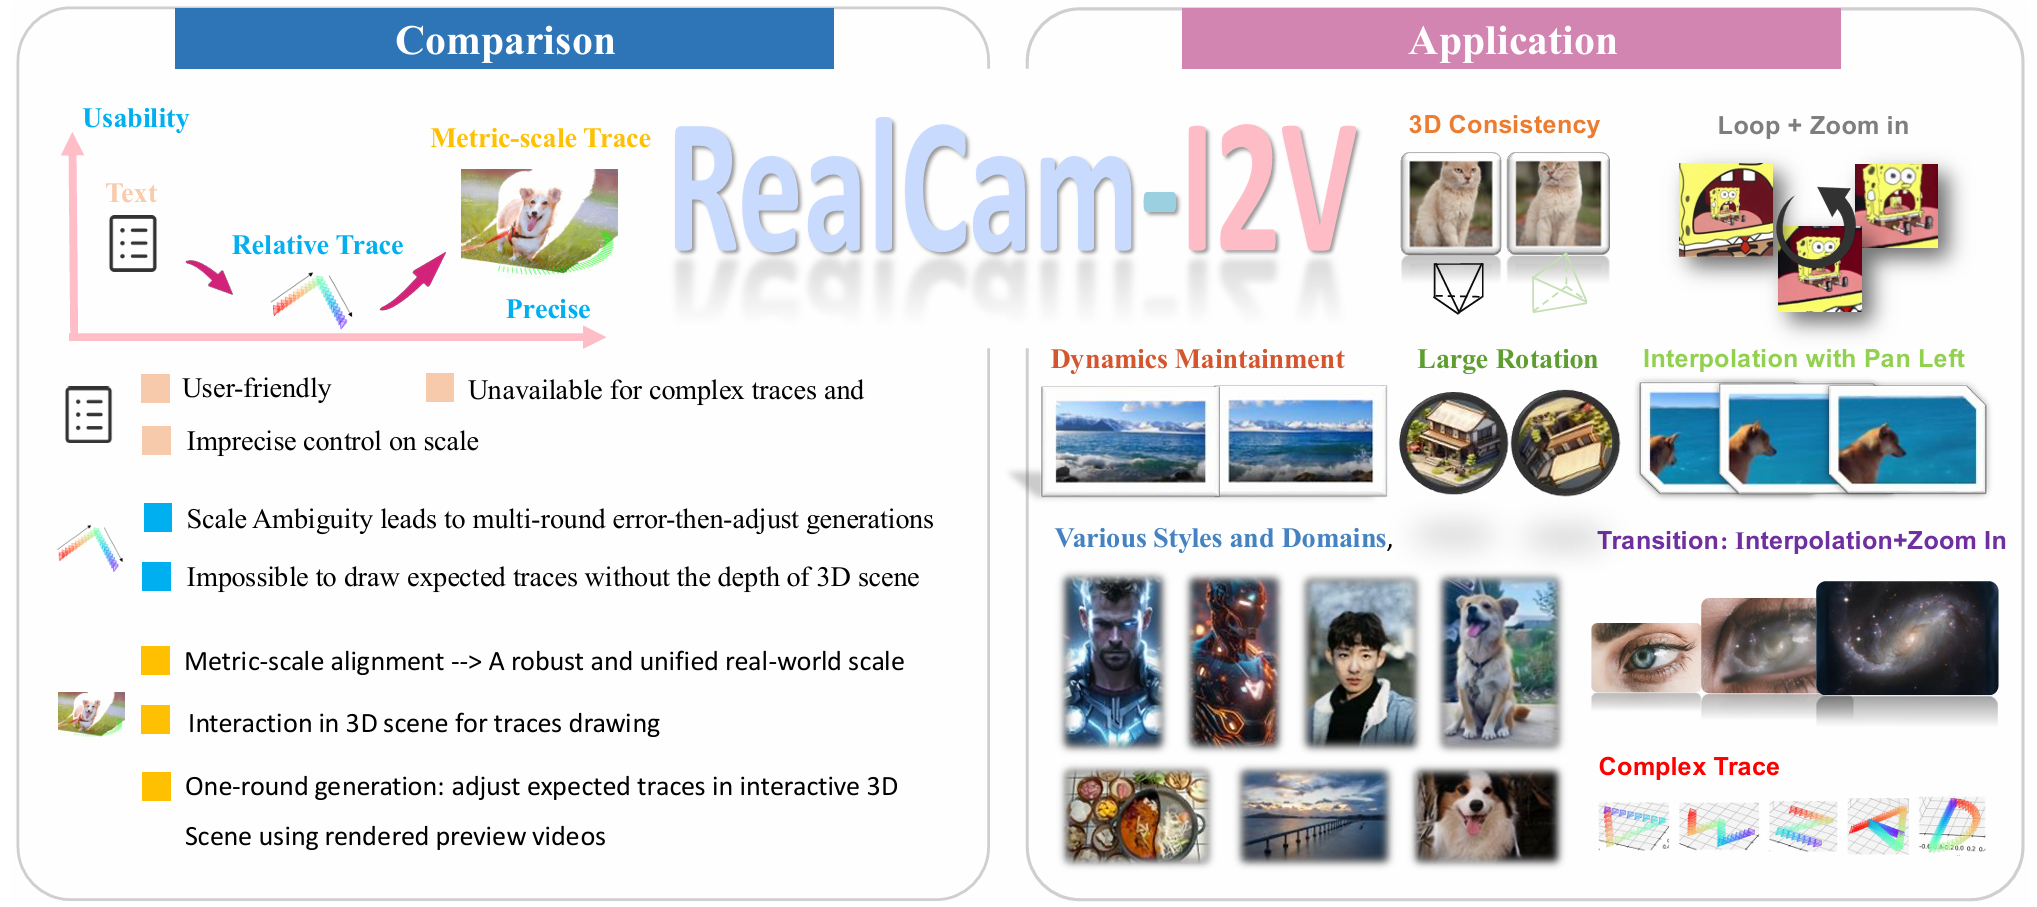 Comparison
Application
Usability
Text
Relative Trace
Metric-scale Trace
Precise
RealCam-I2V
User-friendly
Unavailable for complex traces and
Imprecise control on scale
Scale Ambiguity leads to multi-round error-then-adjust generations
Impossible to draw expected traces without the depth of 3D scene
Metric-scale alignment --> A robust and unified real-world scale
Interaction in 3D scene for traces drawing
One-round generation: adjust expected traces in interactive 3D
Scene using rendered preview videos
3D Consistency
Loop + Zoom in
Dynamics Maintainment
Large Rotation
Interpolation with Pan Left
Various Styles and Domains,
Transition: Interpolation+Zoom In
Complex Trace